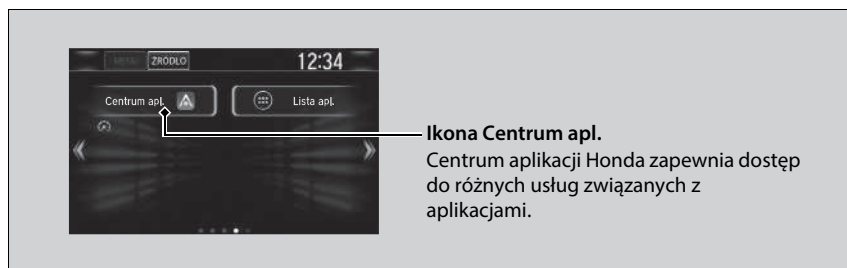 MENU ŹRÓDŁO 12:34
Centrum apl. Lista apl.
Ikona Centrum apl.
Centrum aplikacji Honda zapewnia dostęp
do różnych usług związanych z
aplikacjami.